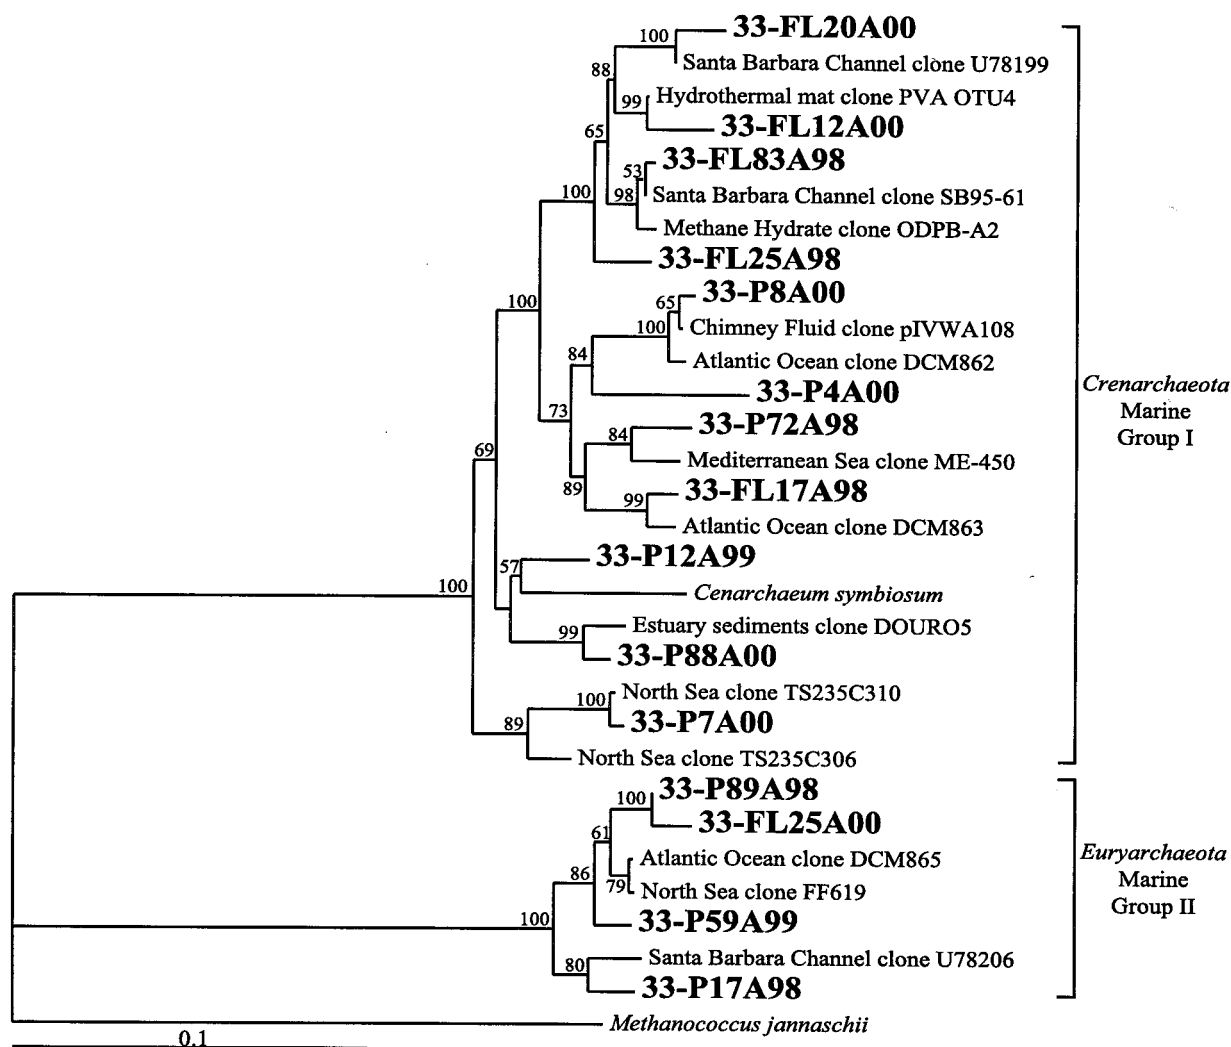 33-FL20A00
100
Santa Barbara Channel clone U78199
88
Hydrothermal mat clone PVA OTU4
99
33-FL12A00
65
33-FL83A98
53
Santa Barbara Channel clone SB95-61
98
100
Methane Hydrate clone ODPB-A2
33-FL25A98
33-P8A00
65
100
Chimney Fluid clone pIVWA108
100
84
Atlantic Ocean clone DCM862
33-P4A00
73
33-P72A98
84
Mediterranean Sea clone ME-450
69
89
33-FL17A98
99
Atlantic Ocean clone DCM863
33-P12A99
57
100
Cenarchaeum symbiosum
Estuary sediments clone DOURO5
99
33-P88A00
North Sea clone TS235C310
100
33-P7A00
89
North Sea clone TS235C306
Crenarchaeota
Marine
Group I
33-P89A98
100
33-FL25A00
61
Atlantic Ocean clone DCM865
86
79
North Sea clone FF619
33-P59A99
100
Santa Barbara Channel clone U78206
80
33-P17A98
Euryarchaeota
Marine
Group II
Methanococcus jannaschii
0.1